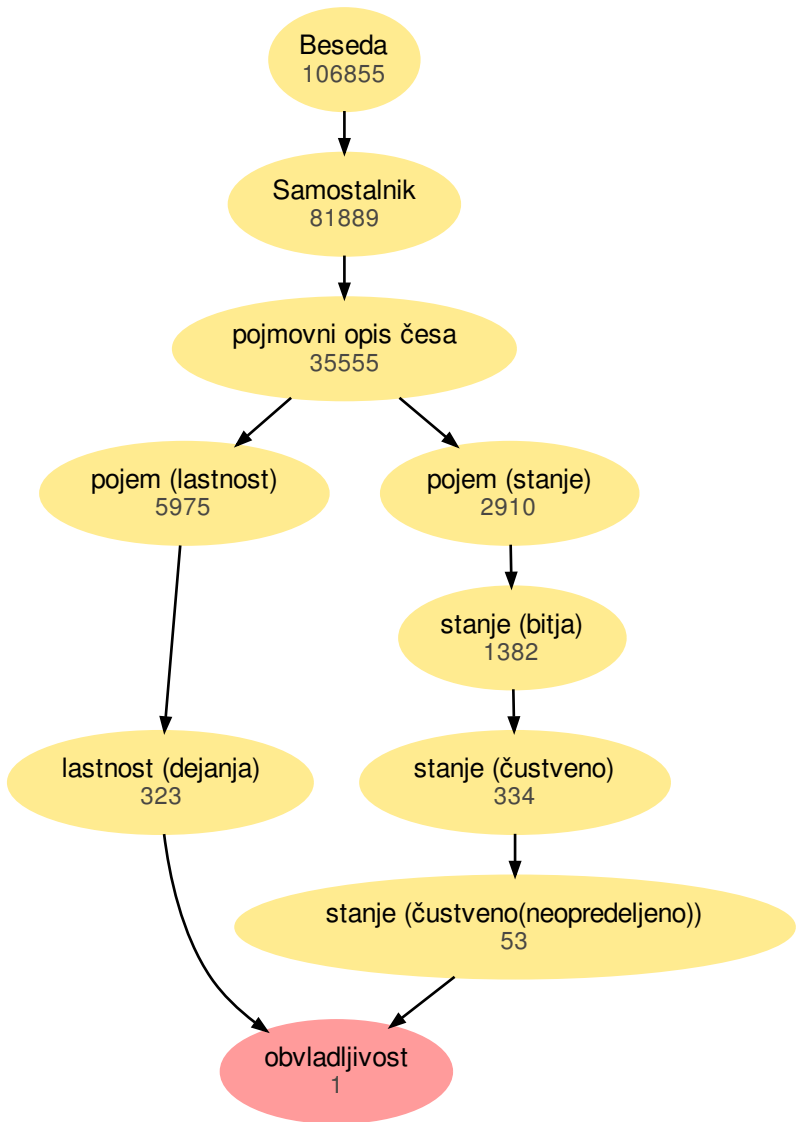 Beseda
106855
Samostalnik
81889
pojmovni opis česa
35555
pojem (lastnost)
5975
pojem (stanje)
2910
stanje (bitja)
1382
lastnost (dejanja)
323
stanje (čustveno)
334
stanje (čustveno(neopredeljeno))
53
obvladljivost
1